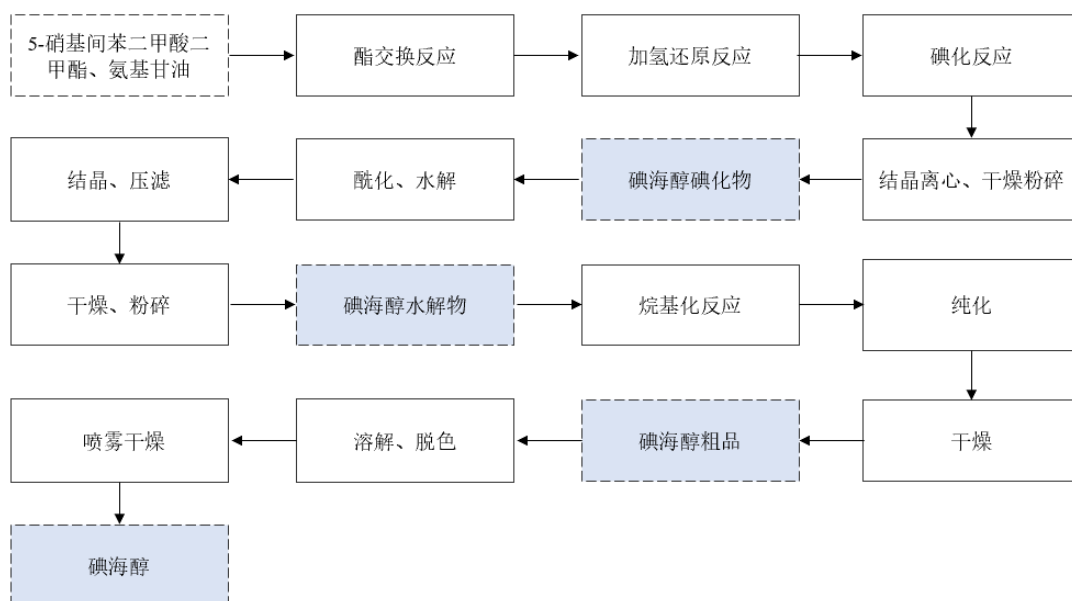 5-硝基间苯二甲酸二
甲酯、氨基甘油
酯交换反应
加氢还原反应
碘化反应
结晶离心、干燥粉碎
碘海醇碘化物
酰化、水解
结晶、压滤
干燥、粉碎
碘海醇水解物
烷基化反应
纯化
干燥
碘海醇粗品
溶解、脱色
喷雾干燥
碘海醇